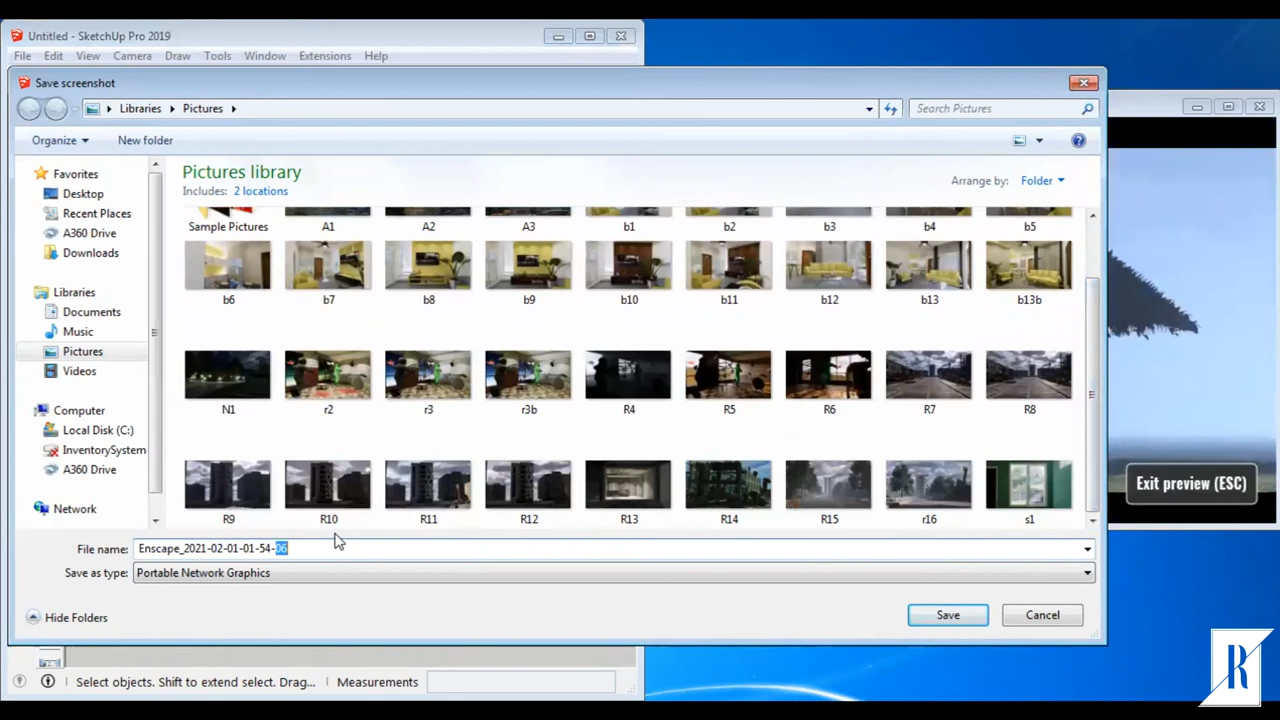 Untitled - SketchUp Pro 2019
File Edit View Camera Draw Tools Window Extensions Help
Save screenshot
Libraries Pictures
Search Pictures
Organize New folder
Favorites
Desktop
Recent Places
A360 Drive
Downloads
Libraries
Documents
Music
Pictures
Videos
Computer
Local Disk (C:)
InventorySystem
A360 Drive
Network
Pictures library
Includes: 2 locations
Arrange by: Folder
Sample Pictures A1 A2 A3 b1 b2 b3 b4 b5
b6 b7 b8 b9 b10 b11 b12 b13 b13b
N1 r2 r3 r3b R4 R5 R6 R7 R8
R9 R10 R11 R12 R13 R14 R15 r16 s1
File name: Enscape_2021-02-01-01-54-06
Save as type: Portable Network Graphics
Hide Folders
Save Cancel
Exit preview (ESC)
Select objects. Shift to extend select. Drag... Measurements
R